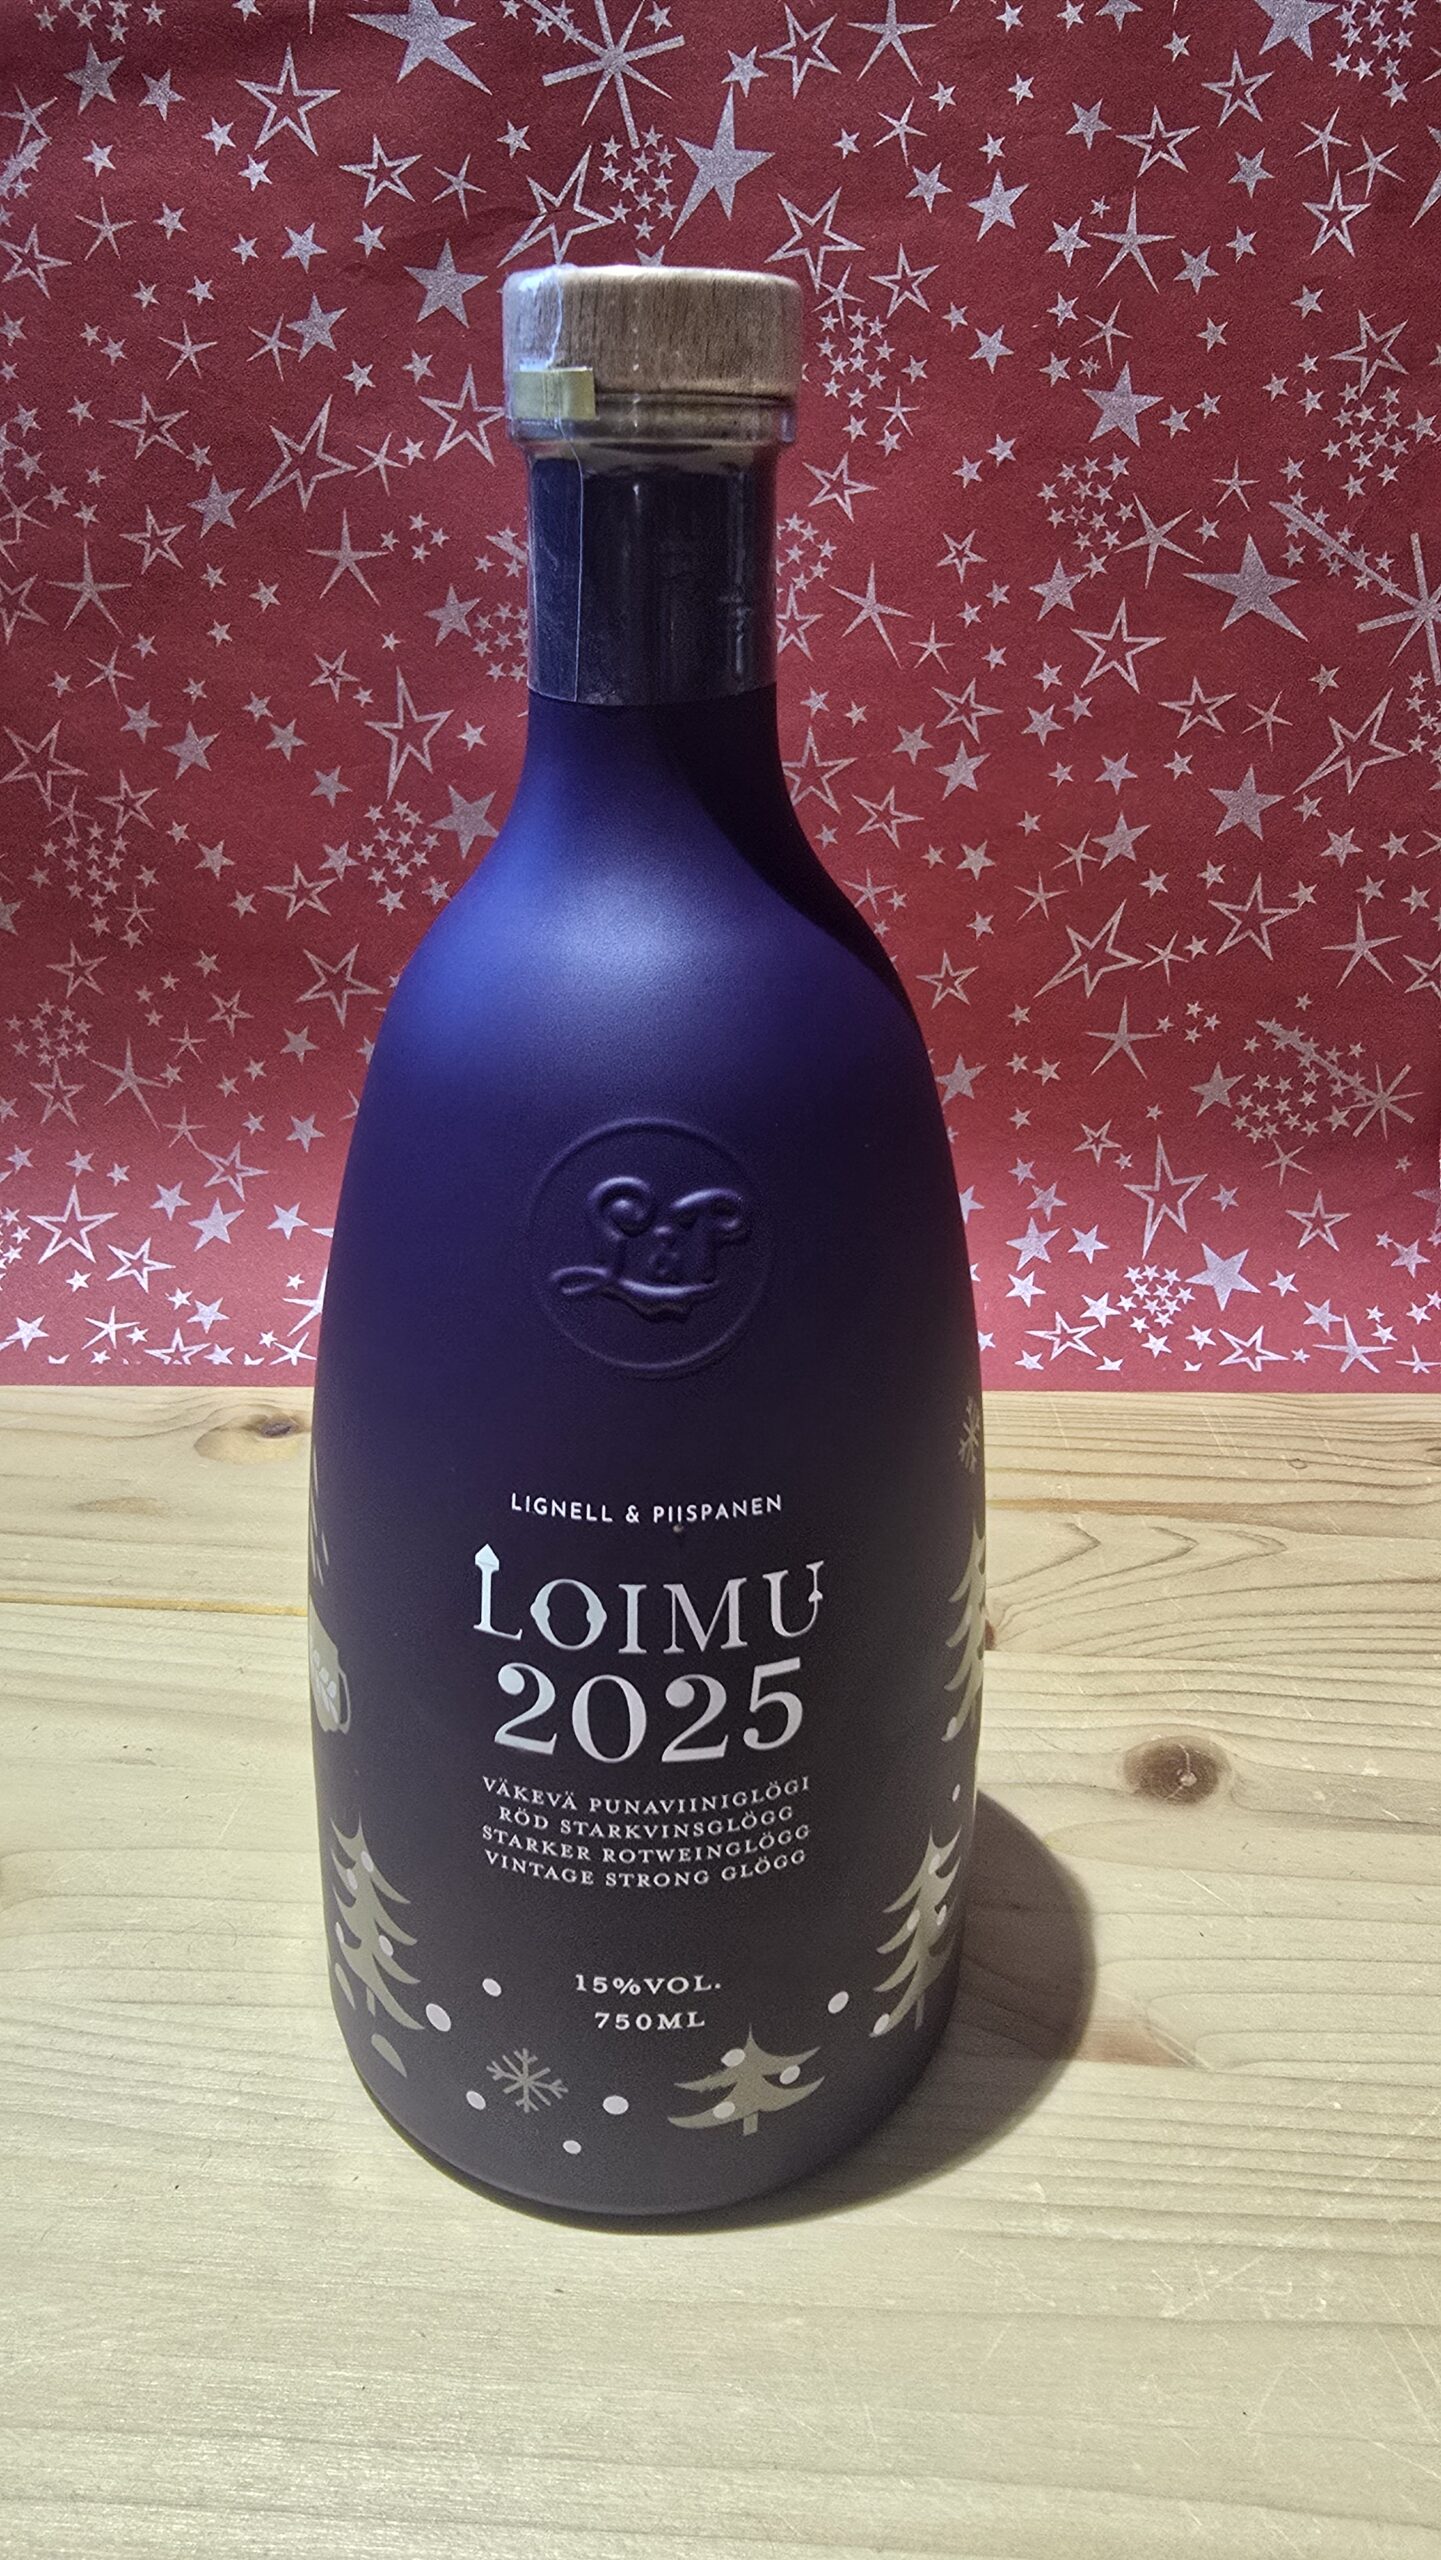 L&P
LIGNELL & PIISPANEN
LOIMU
2025
VÄKEVÄ PUNAVIINIGLÖGI
RÖD STARKVINSGLÖGG
STARKER ROTWEINGLÖGG
VINTAGE STRONG GLÖGG
15%VOL.
750ML